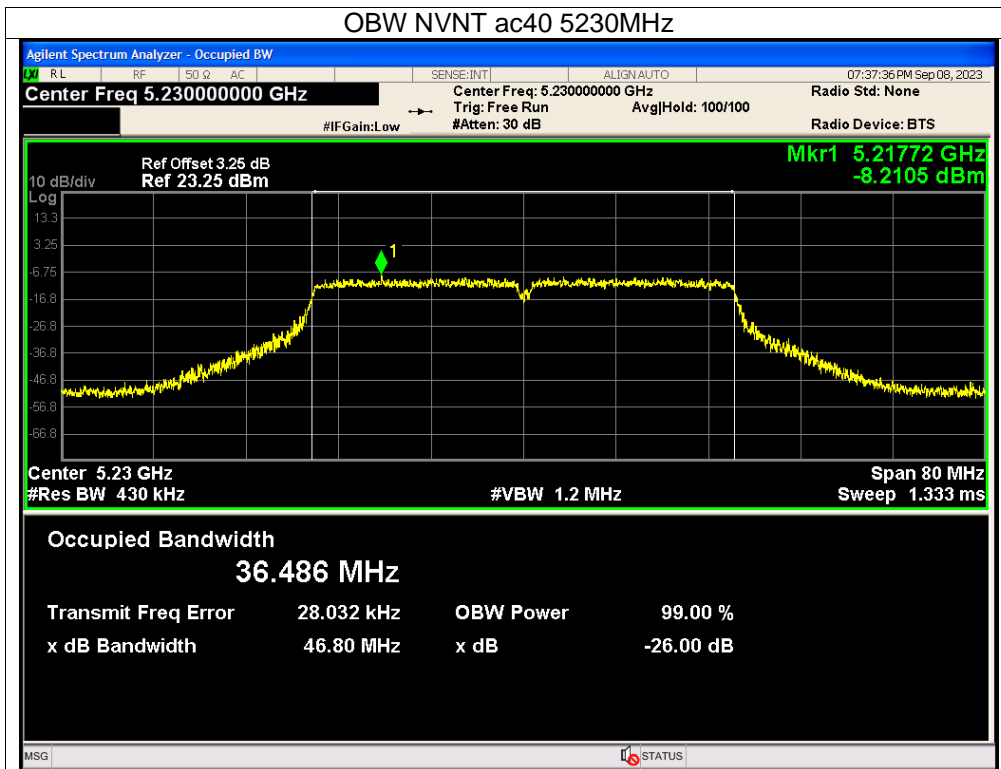 OBW NVNT ac40 5230MHz
Agilent Spectrum Analyzer - Occupied BW
LXI RL RF 50 Ω AC SENSE:INT ALIGN AUTO 07:37:36 PM Sep 08, 2023
Center Freq 5.230000000 GHz Center Freq: 5.230000000 GHz Radio Std: None
Trig: Free Run Avg|Hold: 100/100
#IFGain:Low #Atten: 30 dB Radio Device: BTS
Mkr1 5.21772 GHz
Ref Offset 3.25 dB -8.2105 dBm
10 dB/div Ref 23.25 dBm
Log
13.3
3.25
1
-6.75
-16.8
-26.8
-36.8
-46.8
-56.8
-66.8
Center 5.23 GHz Span 80 MHz
#Res BW 430 kHz #VBW 1.2 MHz Sweep 1.333 ms
Occupied Bandwidth
36.486 MHz
Transmit Freq Error 28.032 kHz OBW Power 99.00 %
x dB Bandwidth 46.80 MHz x dB -26.00 dB
MSG STATUS